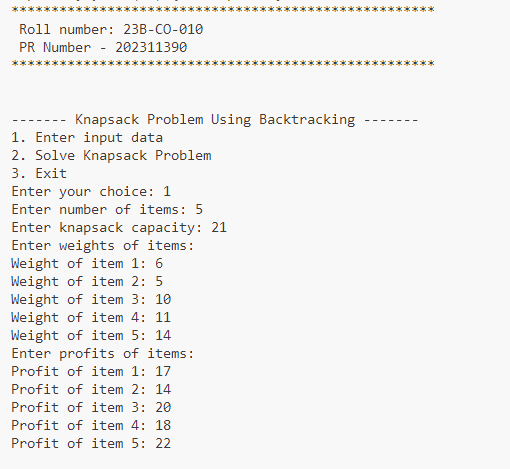 *****************************************************
Roll number: 23B-CO-010
PR Number - 202311390
*****************************************************
------- Knapsack Problem Using Backtracking -------
1. Enter input data
2. Solve Knapsack Problem
3. Exit
Enter your choice: 1
Enter number of items: 5
Enter knapsack capacity: 21
Enter weights of items:
Weight of item 1: 6
Weight of item 2: 5
Weight of item 3: 10
Weight of item 4: 11
Weight of item 5: 14
Enter profits of items:
Profit of item 1: 17
Profit of item 2: 14
Profit of item 3: 20
Profit of item 4: 18
Profit of item 5: 22